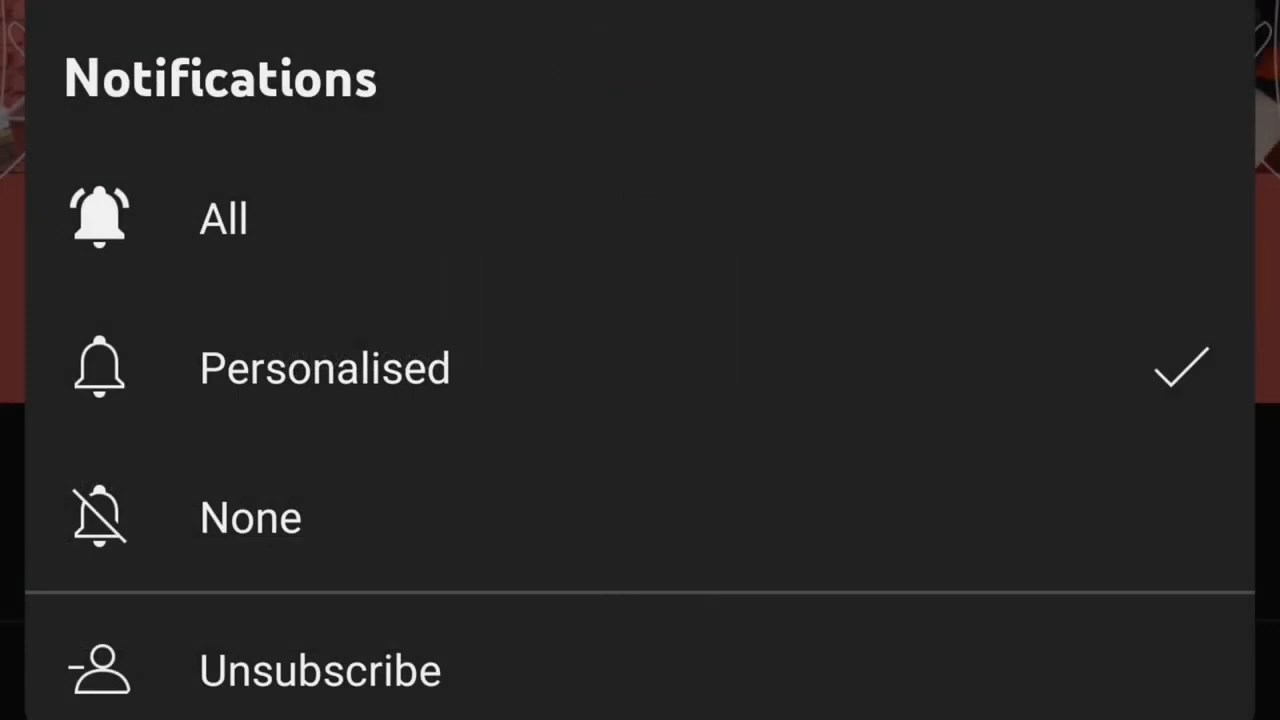 Notifications
All
Personalised
None
Unsubscribe